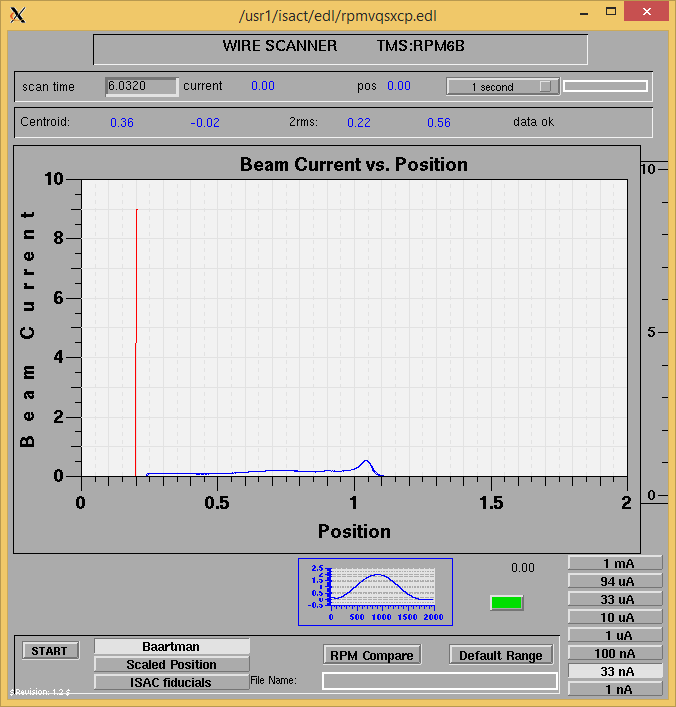 /usr1/isact/edl/rpmvqsxcp.edl
WIRE SCANNER TMS:RPM6B
scan time 6.0320 current 0.00 pos 0.00 1 second
Centroid: 0.36 -0.02 2rms: 0.22 0.56 data ok
Beam Current vs. Position
10
8
6
4
2
0
Beam Current
0 0.5 1 1.5 2
Position
10
5
0
2.5
1.5
0.5
-0.5
0 500 1000 1500 2000
0.00
1 mA
94 uA
33 uA
10 uA
1 uA
100 nA
33 nA
1 nA
START
Baartman
Scaled Position
ISAC fiducials
RPM Compare
Default Range
File Name:
$Revision: 1.2 $